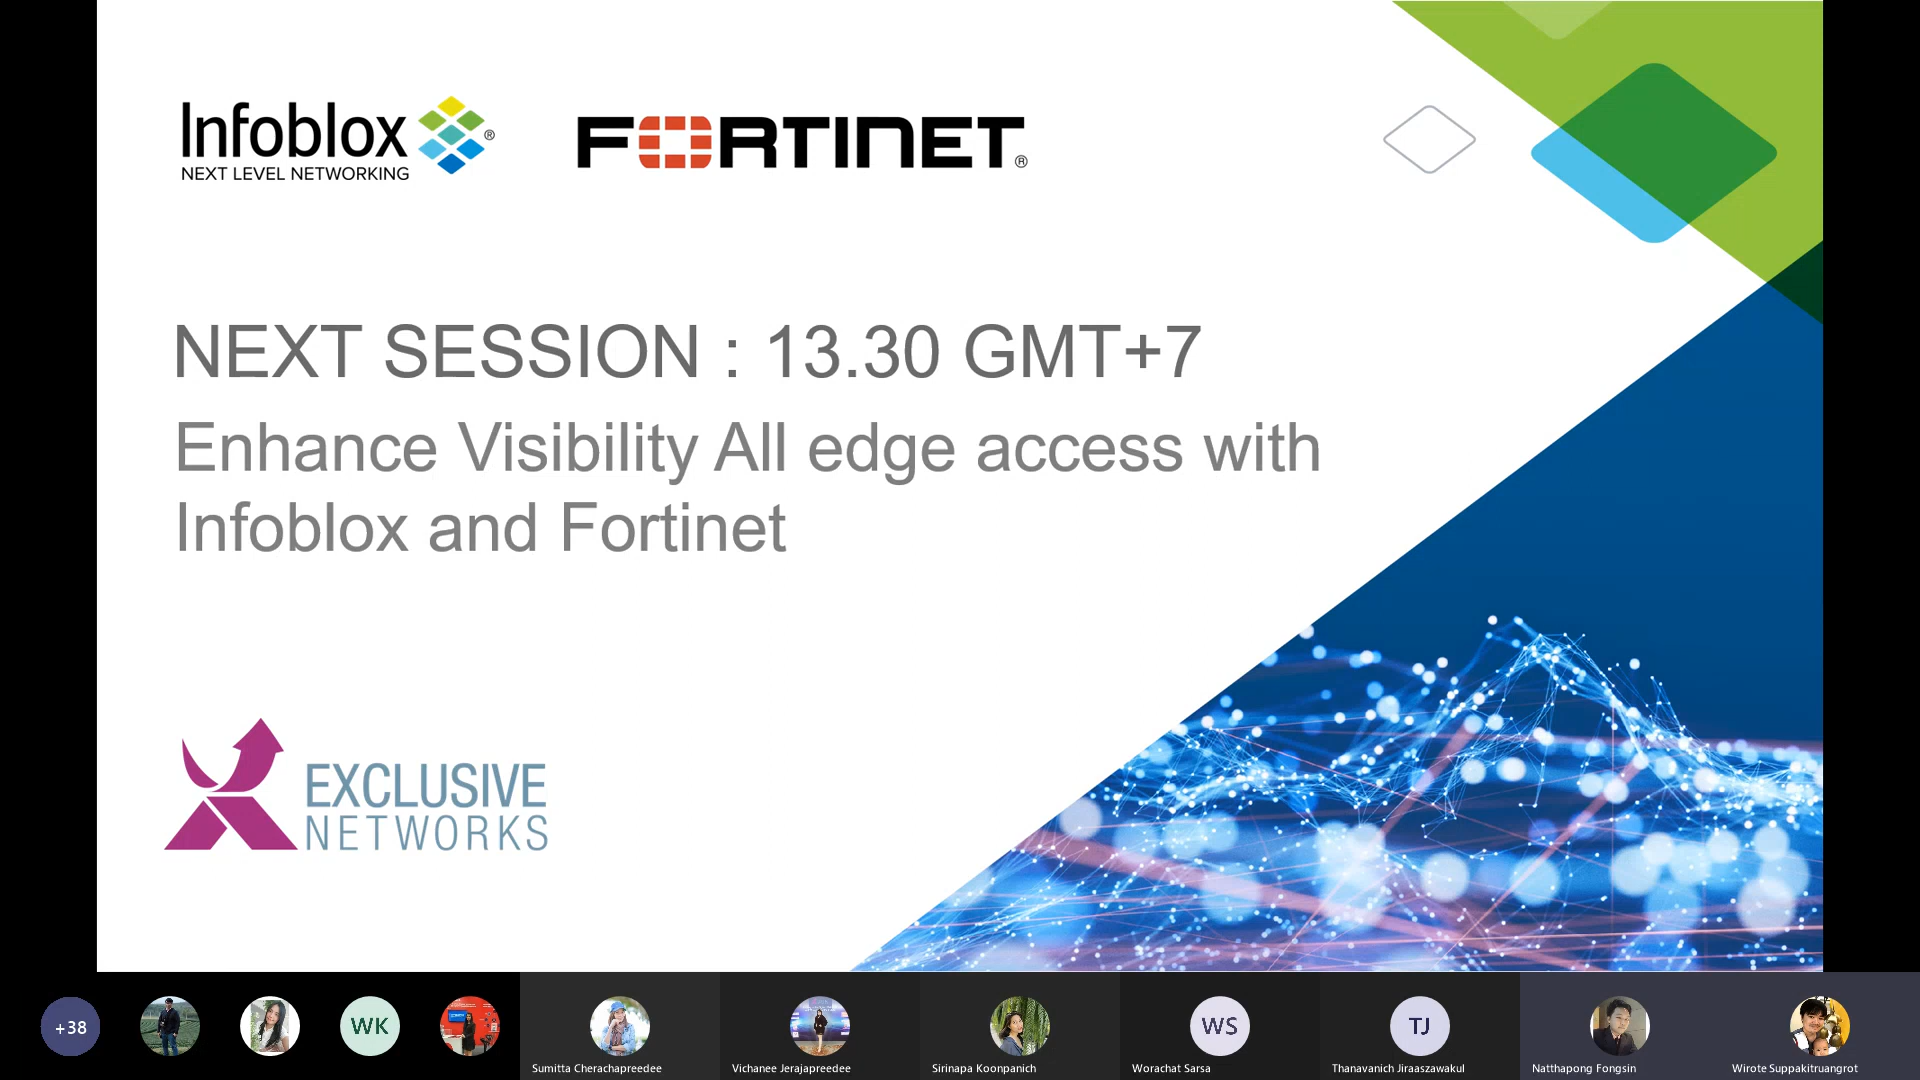 Infoblox ®
NEXT LEVEL NETWORKING
FORTINET ®
NEXT SESSION : 13.30 GMT+7
Enhance Visibility All edge access with
Infoblox and Fortinet
EXCLUSIVE
NETWORKS
+38
WK
WS
TJ
Sumitta Cherachapreedee
Vichanee Jerajapreedee
Sirinapa Koonpanich
Worachat Sarsa
Thanavanich Jiraaszawakul
Natthapong Fongsin
Wirote Suppakitruangrot